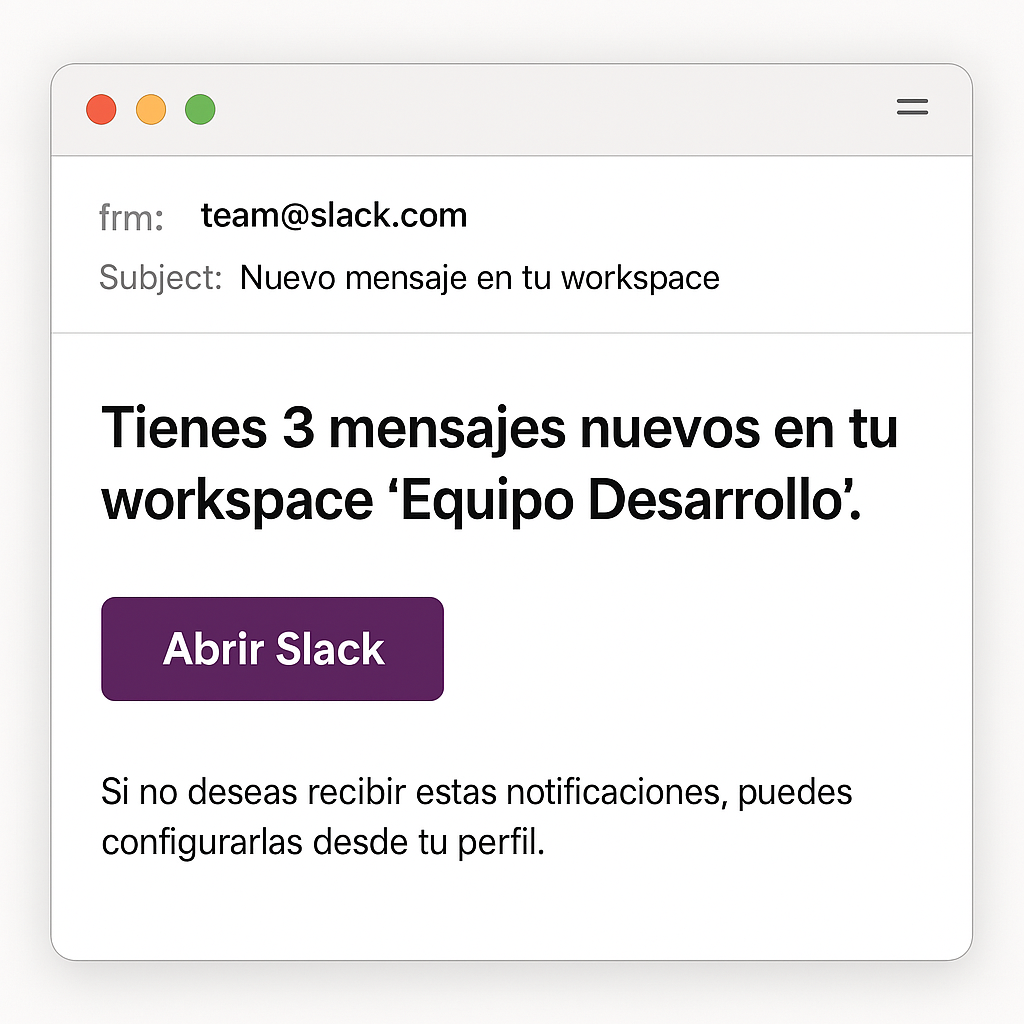 frm: team@slack.com
Subject: Nuevo mensaje en tu workspace
Tienes 3 mensajes nuevos en tu
workspace ‘Equipo Desarrollo’.
Abrir Slack
Si no deseas recibir estas notificaciones, puedes
configurarlas desde tu perfil.